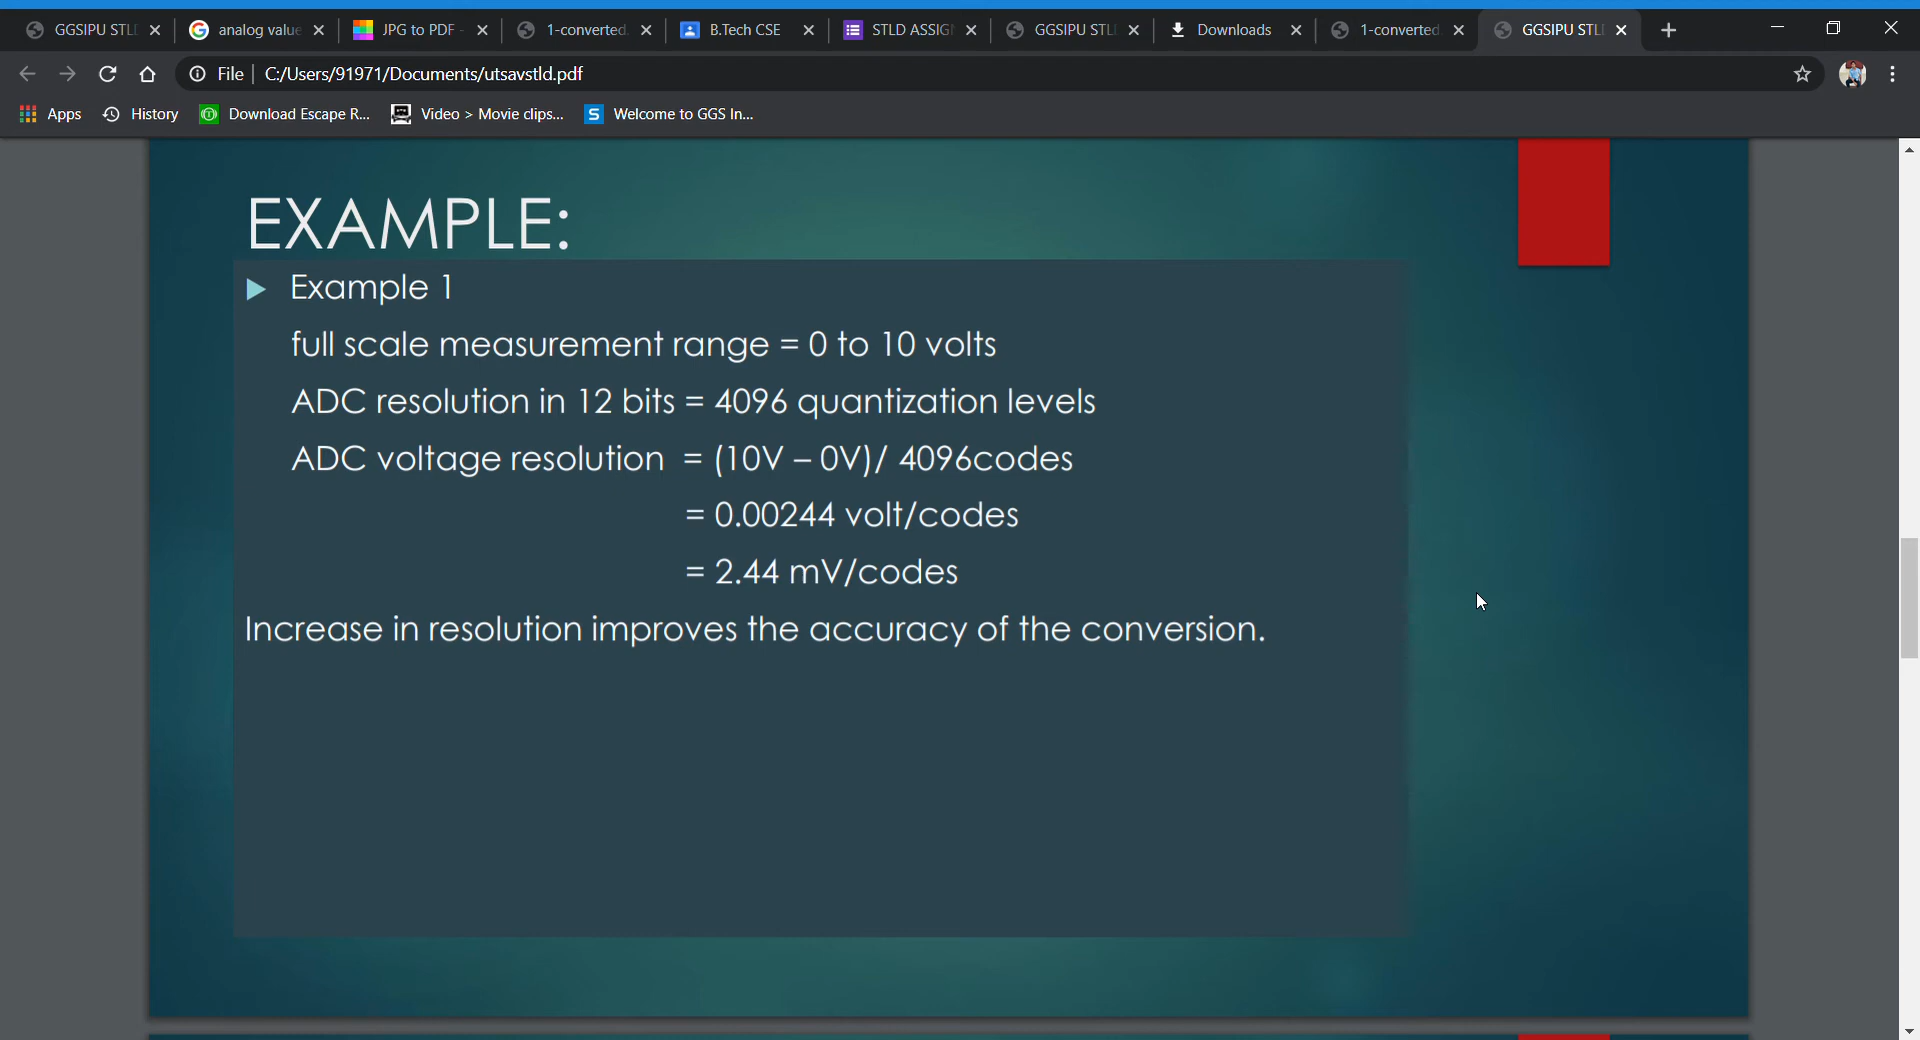 GGSIPU STL
analog value
JPG to PDF -
1-converted.
B.Tech CSE
STLD ASSIG
GGSIPU STL
Downloads
1-converted.
GGSIPU STL
File
C:/Users/91971/Documents/utsavstld.pdf
Apps
History
Download Escape R...
Video > Movie clips...
S
Welcome to GGS In...
EXAMPLE:
Example 1
full scale measurement range = 0 to 10 volts
ADC resolution in 12 bits = 4096 quantization levels
ADC voltage resolution = (10V – 0V)/ 4096codes
= 0.00244 volt/codes
= 2.44 mV/codes
Increase in resolution improves the accuracy of the conversion.